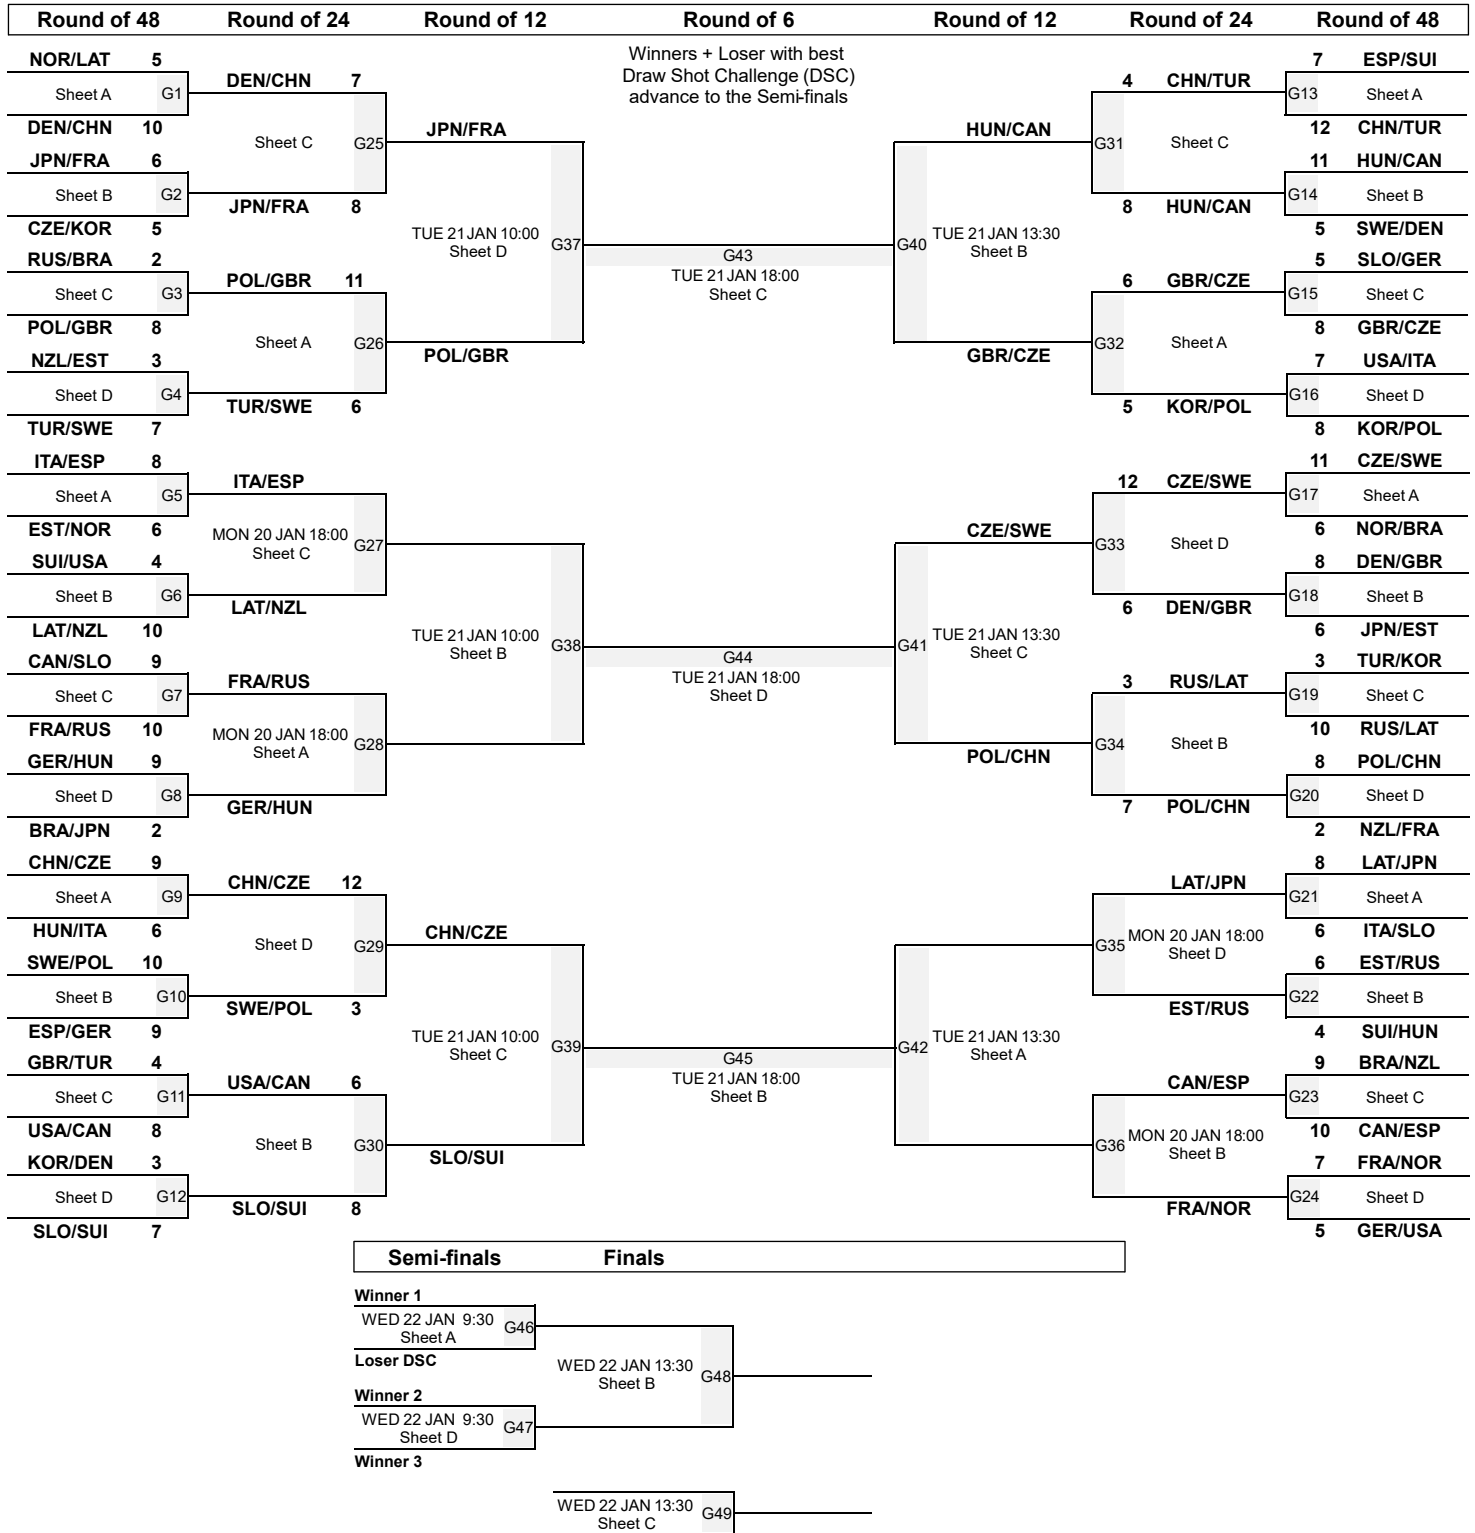 Round of 48 Round of 24 Round of 12 Round of 6 Round of 12 Round of 24 Round of 48
Winners + Loser with best
Draw Shot Challenge (DSC)
advance to the Semi-finals
NOR/LAT 5
Sheet A G1
DEN/CHN 10
JPN/FRA 6
Sheet B G2
CZE/KOR 5
RUS/BRA 2
Sheet C G3
POL/GBR 8
NZL/EST 3
Sheet D G4
TUR/SWE 7
ITA/ESP 8
Sheet A G5
EST/NOR 6
SUI/USA 4
Sheet B G6
LAT/NZL 10
CAN/SLO 9
Sheet C G7
FRA/RUS 10
GER/HUN 9
Sheet D G8
BRA/JPN 2
CHN/CZE 9
Sheet A G9
HUN/ITA 6
SWE/POL 10
Sheet B G10
ESP/GER 9
GBR/TUR 4
Sheet C G11
USA/CAN 8
KOR/DEN 3
Sheet D G12
SLO/SUI 7
DEN/CHN 7
Sheet C G25
JPN/FRA 8
POL/GBR 11
Sheet A G26
TUR/SWE 6
ITA/ESP
MON 20 JAN 18:00
Sheet C G27
LAT/NZL
FRA/RUS
MON 20 JAN 18:00
Sheet A G28
GER/HUN
CHN/CZE 12
Sheet D G29
SWE/POL 3
USA/CAN 6
Sheet B G30
SLO/SUI 8
JPN/FRA
TUE 21 JAN 10:00
Sheet D G37
POL/GBR
TUE 21 JAN 10:00
Sheet B G38
CHN/CZE
TUE 21 JAN 10:00
Sheet C G39
SLO/SUI
G43
TUE 21 JAN 18:00
Sheet C
G44
TUE 21 JAN 18:00
Sheet D
G45
TUE 21 JAN 18:00
Sheet B
HUN/CAN
G40 TUE 21 JAN 13:30
Sheet B
GBR/CZE
CZE/SWE
G41 TUE 21 JAN 13:30
Sheet C
POL/CHN
G42 TUE 21 JAN 13:30
Sheet A
4 CHN/TUR
G31 Sheet C
8 HUN/CAN
6 GBR/CZE
G32 Sheet A
5 KOR/POL
12 CZE/SWE
G33 Sheet D
6 DEN/GBR
3 RUS/LAT
G34 Sheet B
7 POL/CHN
LAT/JPN
G35 MON 20 JAN 18:00
Sheet D
EST/RUS
CAN/ESP
G36 MON 20 JAN 18:00
Sheet B
FRA/NOR
7 ESP/SUI
G13 Sheet A
12 CHN/TUR
11 HUN/CAN
G14 Sheet B
5 SWE/DEN
5 SLO/GER
G15 Sheet C
8 GBR/CZE
7 USA/ITA
G16 Sheet D
8 KOR/POL
11 CZE/SWE
G17 Sheet A
6 NOR/BRA
8 DEN/GBR
G18 Sheet B
6 JPN/EST
3 TUR/KOR
G19 Sheet C
10 RUS/LAT
8 POL/CHN
G20 Sheet D
2 NZL/FRA
8 LAT/JPN
G21 Sheet A
6 ITA/SLO
6 EST/RUS
G22 Sheet B
4 SUI/HUN
9 BRA/NZL
G23 Sheet C
10 CAN/ESP
7 FRA/NOR
G24 Sheet D
5 GER/USA
Semi-finals Finals
Winner 1
WED 22 JAN 9:30
Sheet A G46
Loser DSC
Winner 2
WED 22 JAN 9:30
Sheet D G47
Winner 3
WED 22 JAN 13:30
Sheet B G48
WED 22 JAN 13:30
Sheet C G49